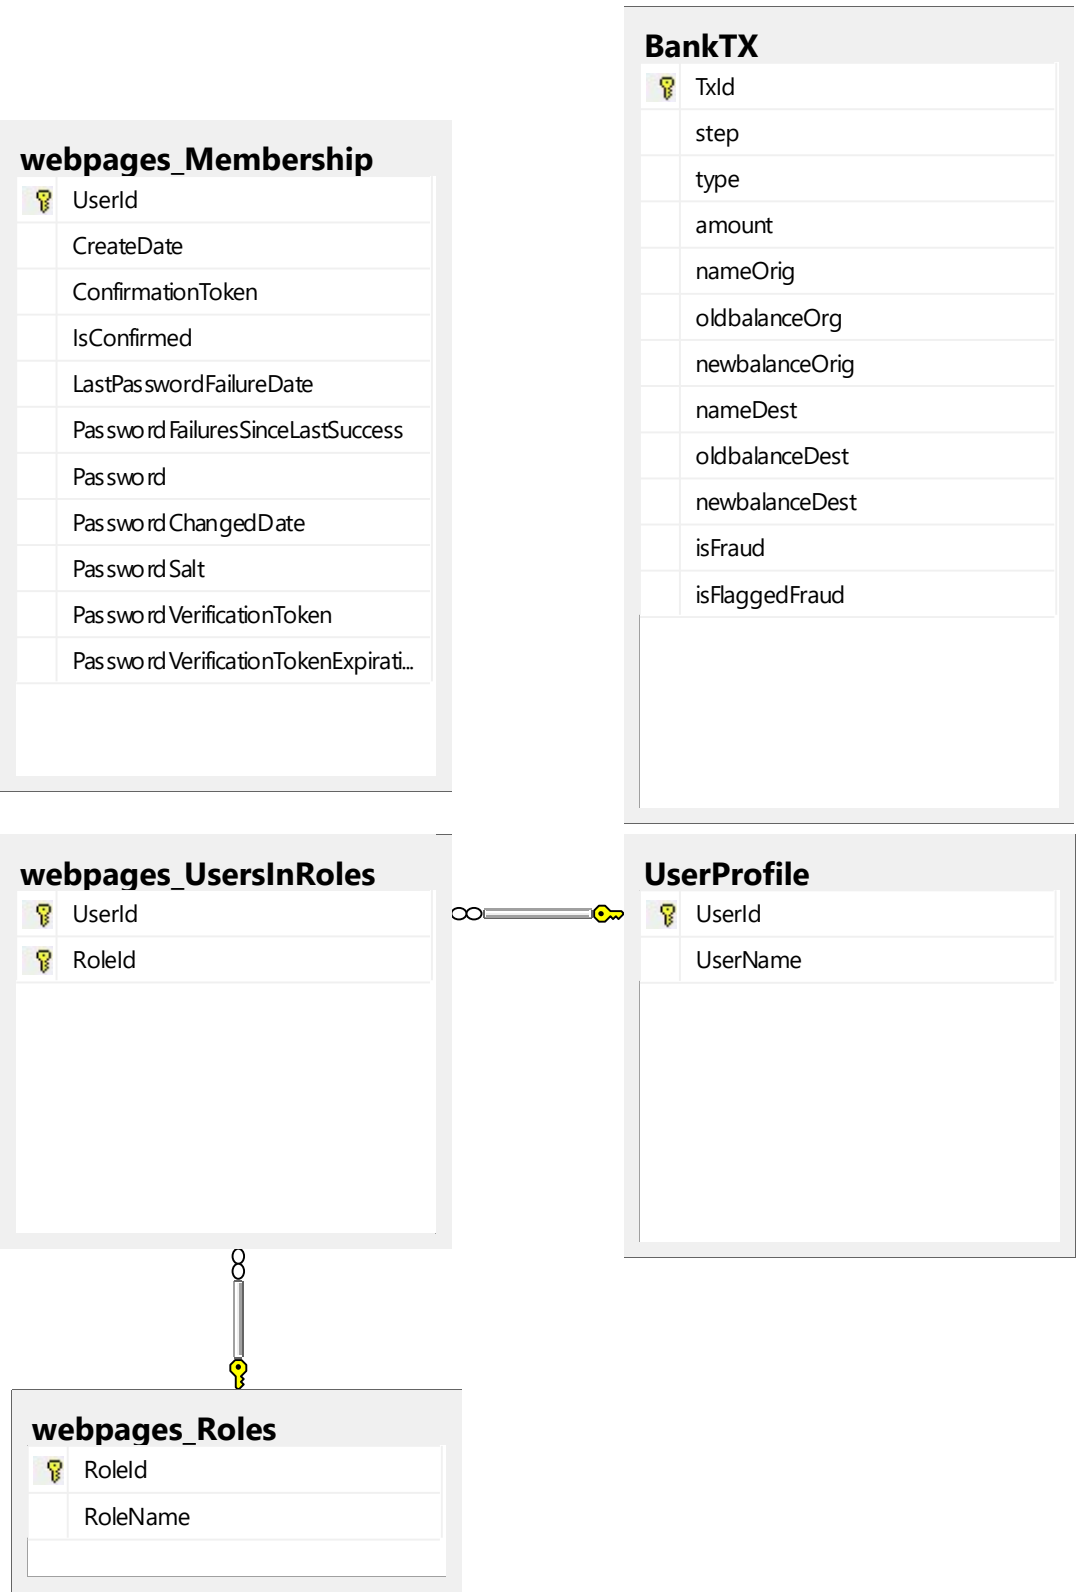 BankTX
TxId
step
type
amount
nameOrig
oldbalanceOrg
newbalanceOrig
nameDest
oldbalanceDest
newbalanceDest
isFraud
isFlaggedFraud
webpages_Membership
UserId
CreateDate
ConfirmationToken
IsConfirmed
LastPasswordFailureDate
PasswordFailuresSinceLastSuccess
Password
PasswordChangedDate
PasswordSalt
PasswordVerificationToken
PasswordVerificationTokenExpirati...
webpages_UsersInRoles
UserId
RoleId
UserProfile
UserId
UserName
webpages_Roles
RoleId
RoleName